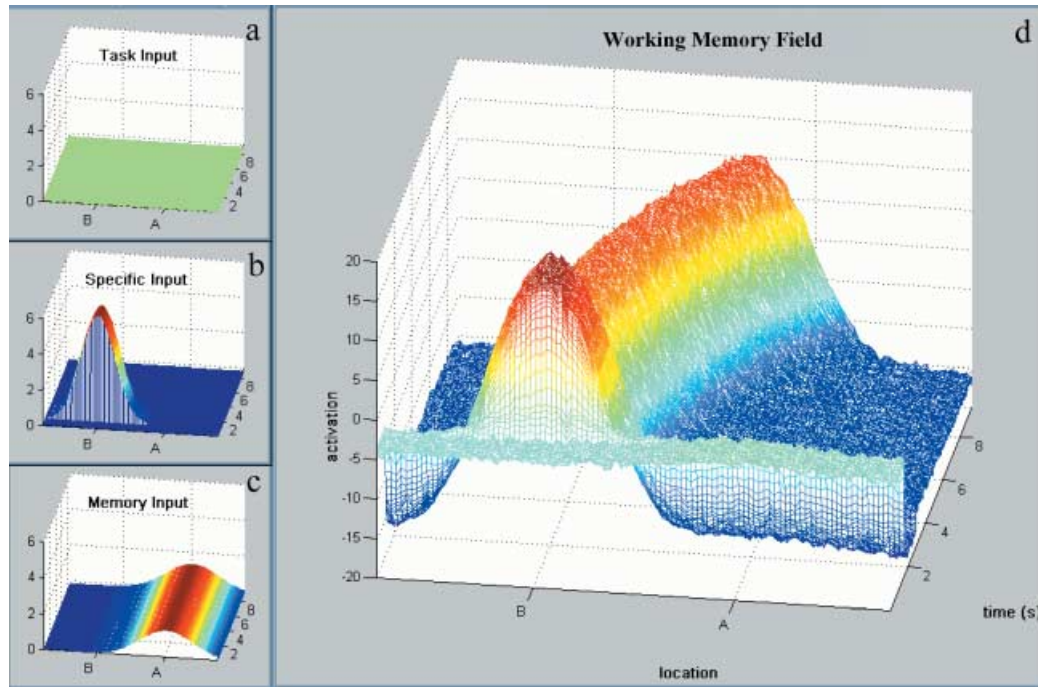 a
Task Input
6
4
2
0
B
A
2
4
6
8
b
Specific Input
6
4
2
0
B
A
2
4
6
8
c
Memory Input
6
4
2
0
B
A
2
4
6
8
d
Working Memory Field
20
15
10
5
0
-5
-10
-15
-20
activation
B
A
location
2
4
6
8
time (s)